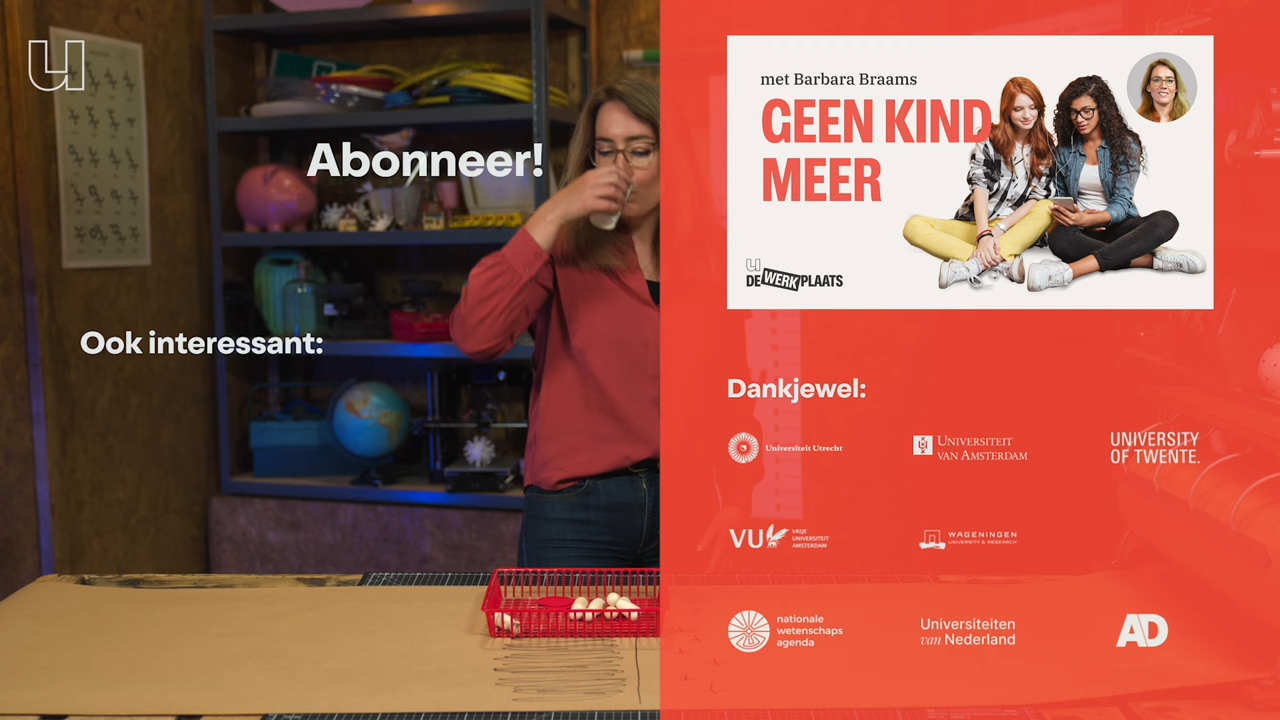 u
Abonneer!
Ook interessant:
met Barbara Braams
GEEN KIND
MEER
u
DE WERKPLAATS
Dankjewel:
Universiteit Utrecht
UNIVERSITEIT
VAN AMSTERDAM
UNIVERSITY
OF TWENTE.
VU
VRIJE
UNIVERSITEIT
AMSTERDAM
WAGENINGEN
UNIVERSITY & RESEARCH
nationale
wetenschaps
agenda
Universiteiten
van Nederland
AD